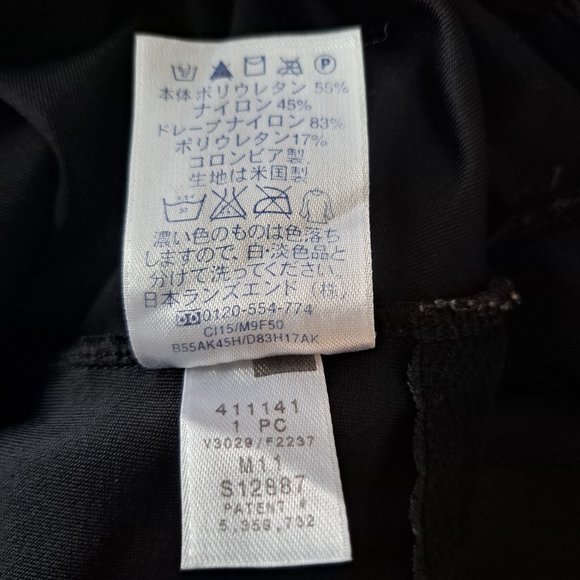 本体 ポリウレタン 55%
ナイロン 45%
ドレープ ナイロン 83%
ポリウレタン 17%
コロンビア製
生地は米国製
濃い色のものは色落ち
しますので、白・淡色品と
分けて洗ってください。
日本ランズエンド(株)
0120-554-774
CI15/M9F50
B55AK45H/D83H17AK
411141
1 PC
V3029/F2237
M11
S12887
PATENT #
5,359,732